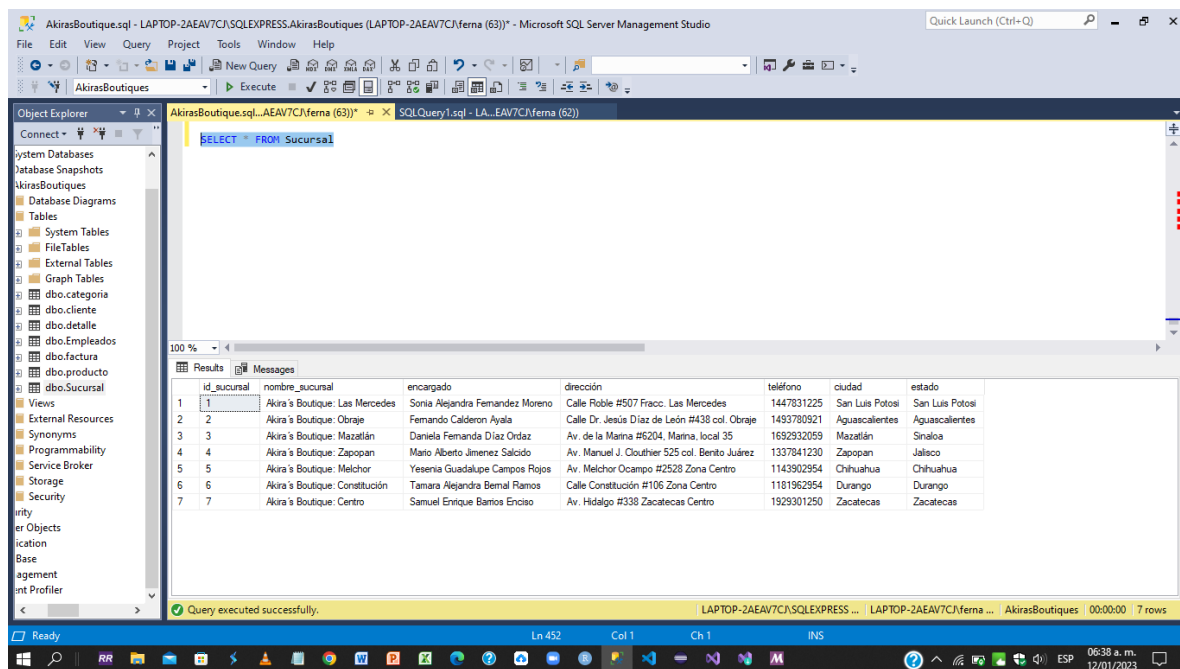 AkirasBoutique.sql - LAPTOP-2AEAV7CJ\SQLEXPRESS.AkirasBoutiques (LAPTOP-2AEAV7CJ\ferna (63))* - Microsoft SQL Server Management Studio
Quick Launch (Ctrl+Q)
File Edit View Query Project Tools Window Help
New Query
AkirasBoutiques Execute
Object Explorer
AkirasBoutique.sql...AEAV7CJ\ferna (63))* SQLQuery1.sql - LA...EAV7CJ\ferna (62))
Connect
SELECT * FROM Sucursal
ystem Databases
Database Snapshots
AkirasBoutiques
Database Diagrams
Tables
System Tables
FileTables
External Tables
Graph Tables
dbo.categoria
dbo.cliente
dbo.detalle
dbo.Empleados
dbo.factura
dbo.producto
dbo.Sucursal
Views
External Resources
Synonyms
Programmability
Service Broker
Storage
Security
urity
er Objects
ication
Base
agement
ent Profiler
100 %
Results Messages
id_sucursal nombre_sucursal encargado dirección teléfono ciudad estado
1 1 Akira´s Boutique: Las Mercedes Sonia Alejandra Fernandez Moreno Calle Roble #507 Fracc. Las Mercedes 1447831225 San Luis Potosi San Luis Potosi
2 2 Akira´s Boutique: Obraje Fernando Calderon Ayala Calle Dr. Jesús Díaz de León #438 col. Obraje 1493780921 Aguascalientes Aguascalientes
3 3 Akira´s Boutique: Mazatlán Daniela Fernanda Díaz Ordaz Av. de la Marina #6204, Marina, local 35 1692932059 Mazatlán Sinaloa
4 4 Akira´s Boutique: Zapopan Mario Alberto Jimenez Salcido Av. Manuel J. Clouthier 525 col. Benito Juárez 1337841230 Zapopan Jalisco
5 5 Akira´s Boutique: Melchor Yesenia Guadalupe Campos Rojos Av. Melchor Ocampo #2528 Zona Centro 1143902954 Chihuahua Chihuahua
6 6 Akira´s Boutique: Constitución Tamara Alejandra Bernal Ramos Calle Constitución #106 Zona Centro 1181962954 Durango Durango
7 7 Akira´s Boutique: Centro Samuel Enrique Barrios Enciso Av. Hidalgo #338 Zacatecas Centro 1929301250 Zacatecas Zacatecas
Query executed successfully. LAPTOP-2AEAV7CJ\SQLEXPRESS ... LAPTOP-2AEAV7CJ\ferna ... AkirasBoutiques 00:00:00 7 rows
Ready Ln 452 Col 1 Ch 1 INS
RR ESP 06:38 a. m.
12/01/2023